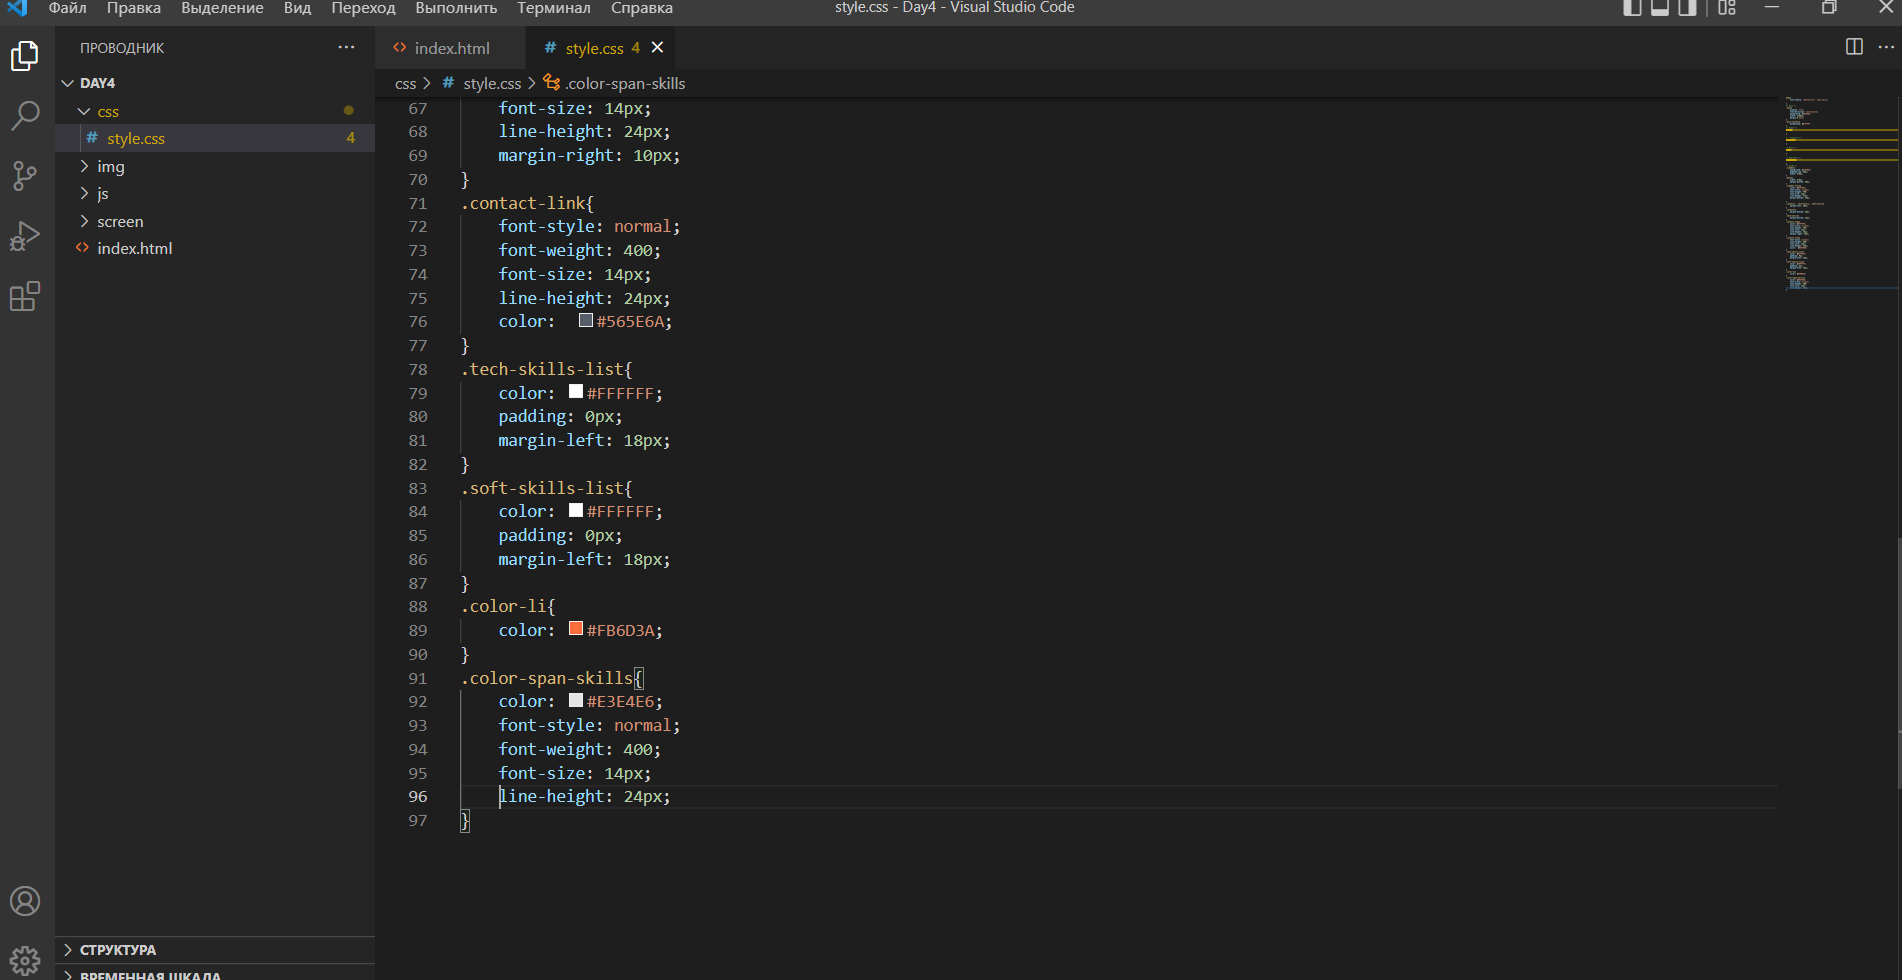 Файл Правка Выделение Вид Переход Выполнить Терминал Справка style.css - Day4 - Visual Studio Code
ПРОВОДНИК ···
DAY4
css
# style.css 4
img
js
screen
<> index.html
СТРУКТУРА
ВРЕМЕННАЯ ШКАЛА
<> index.html # style.css 4 ×
css > # style.css > .color-span-skills
67 font-size: 14px;
68 line-height: 24px;
69 margin-right: 10px;
70 }
71 .contact-link{
72 font-style: normal;
73 font-weight: 400;
74 font-size: 14px;
75 line-height: 24px;
76 color: #565E6A;
77 }
78 .tech-skills-list{
79 color: #FFFFFF;
80 padding: 0px;
81 margin-left: 18px;
82 }
83 .soft-skills-list{
84 color: #FFFFFF;
85 padding: 0px;
86 margin-left: 18px;
87 }
88 .color-li{
89 color: #FB6D3A;
90 }
91 .color-span-skills{
92 color: #E3E4E6;
93 font-style: normal;
94 font-weight: 400;
95 font-size: 14px;
96 line-height: 24px;
97 }